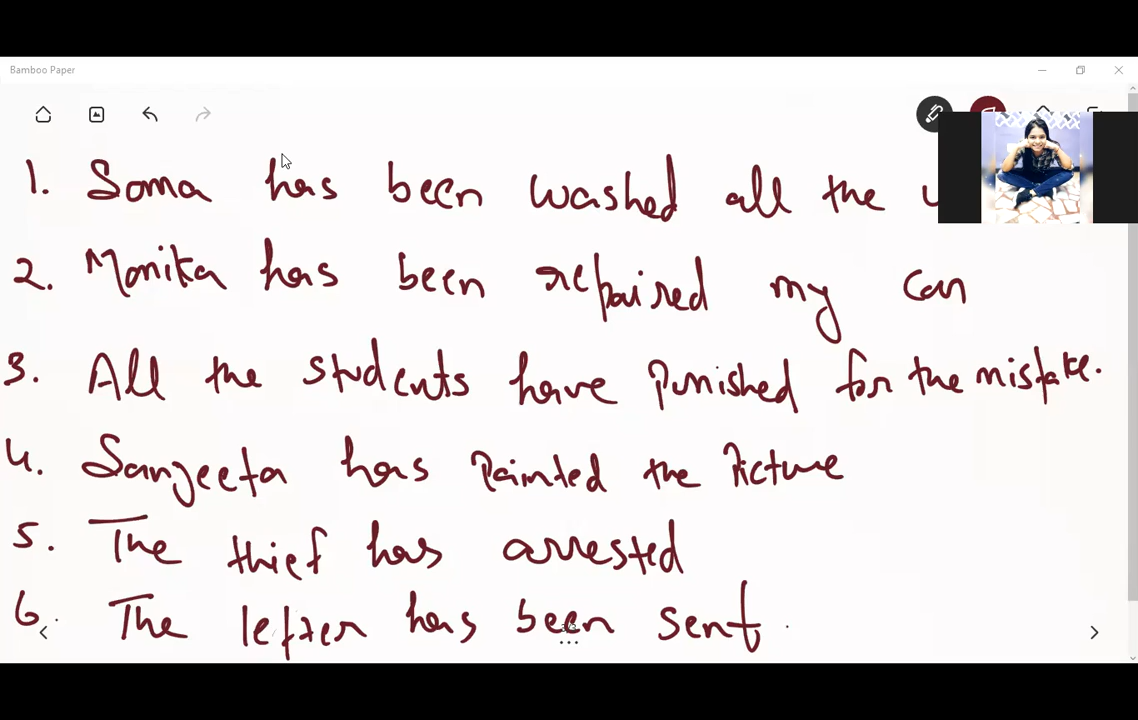 Bamboo Paper
1. Soma has been washed all the
2. Monika has been repaired my car
3. All the students have punished for the mistake.
4. Sangeeta has Painted the Picture
5. The thief has arrested
6. The letter has been sent .